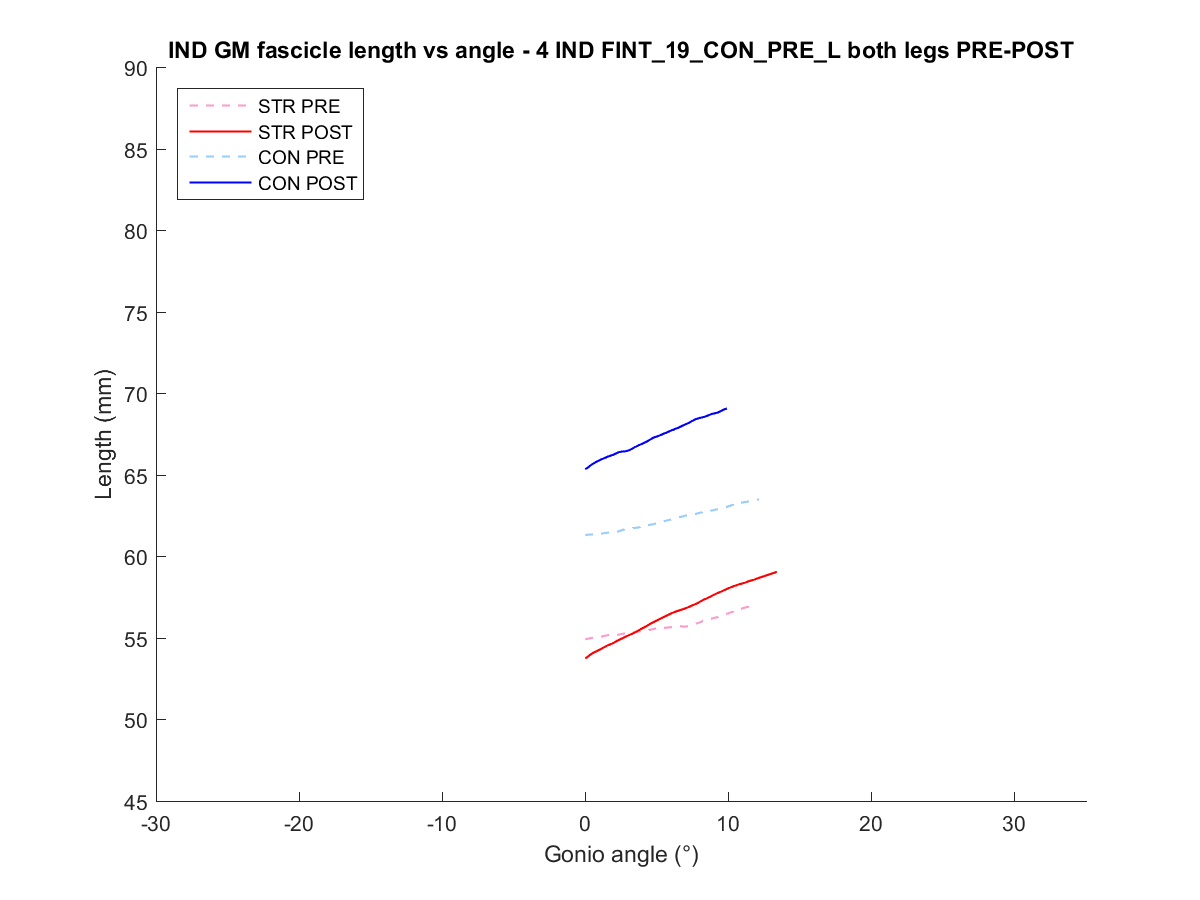 IND GM fascicle length vs angle - 4 IND FINT_19_CON_PRE_L both legs PRE-POST
90
85
80
75
70
65
60
55
50
45
Length (mm)
STR PRE
STR POST
CON PRE
CON POST
-30 -20 -10 0 10 20 30
Gonio angle (°)